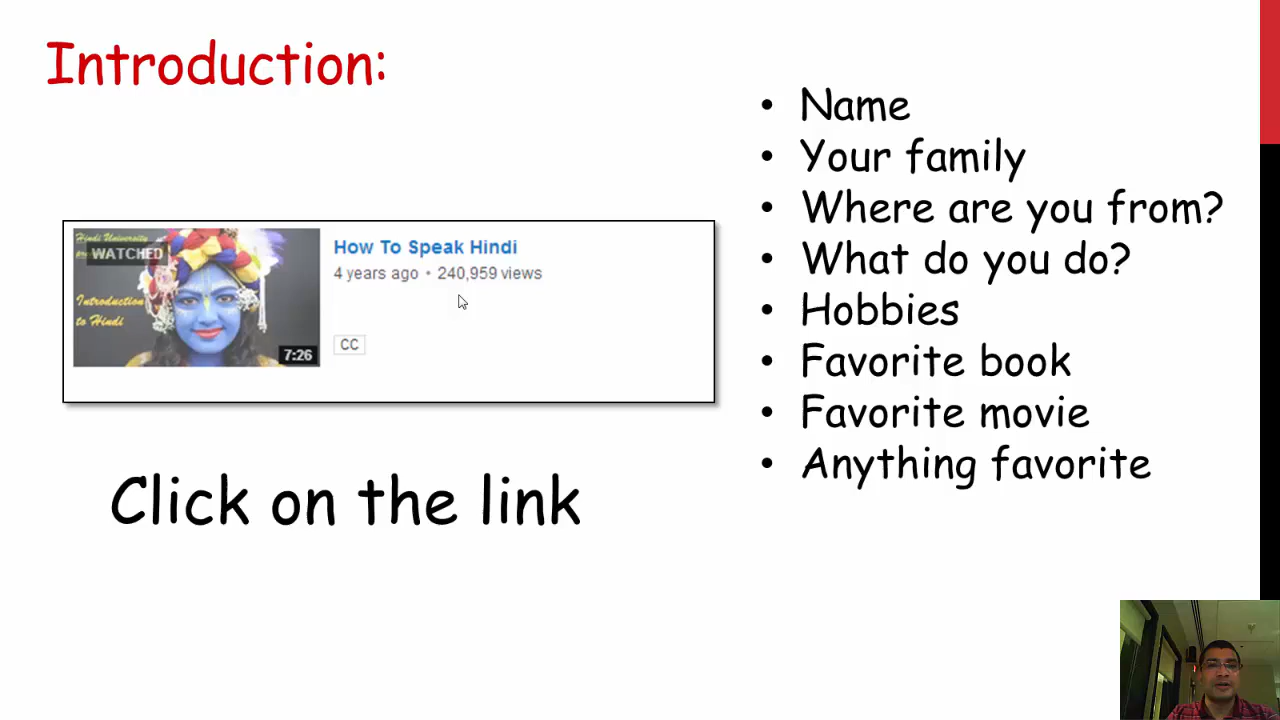 Introduction:
Hindi University
WATCHED
Introduction
to Hindi
7:26
How To Speak Hindi
4 years ago • 240,959 views
CC
Click on the link
• Name
• Your family
• Where are you from?
• What do you do?
• Hobbies
• Favorite book
• Favorite movie
• Anything favorite